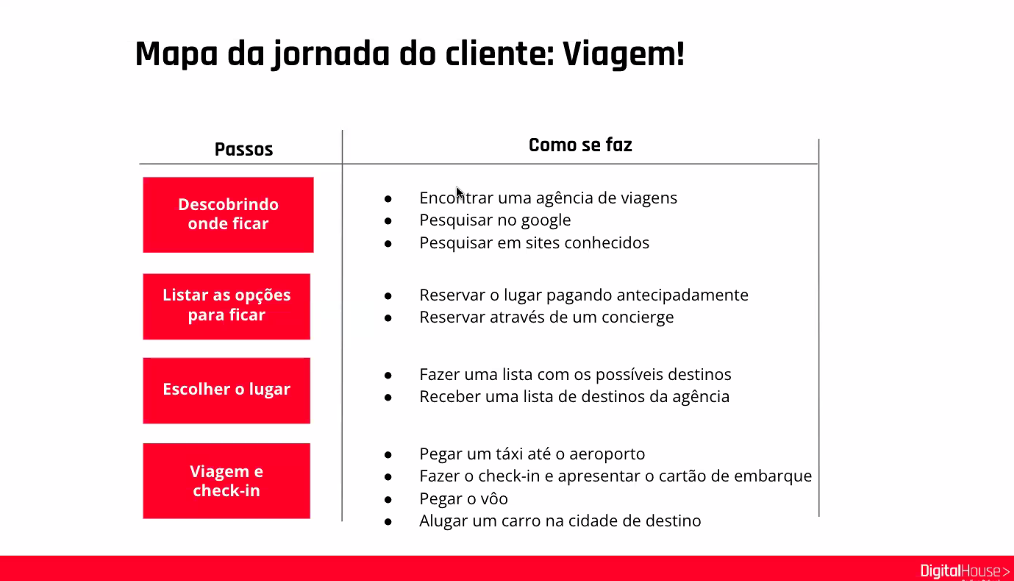 Mapa da jornada do cliente: Viagem!
Passos
Como se faz
Descobrindo
onde ficar
● Encontrar uma agência de viagens
● Pesquisar no google
● Pesquisar em sites conhecidos
Listar as opções
para ficar
● Reservar o lugar pagando antecipadamente
● Reservar através de um concierge
Escolher o lugar
● Fazer uma lista com os possíveis destinos
● Receber uma lista de destinos da agência
Viagem e
check-in
● Pegar um táxi até o aeroporto
● Fazer o check-in e apresentar o cartão de embarque
● Pegar o vôo
● Alugar um carro na cidade de destino
DigitalHouse>